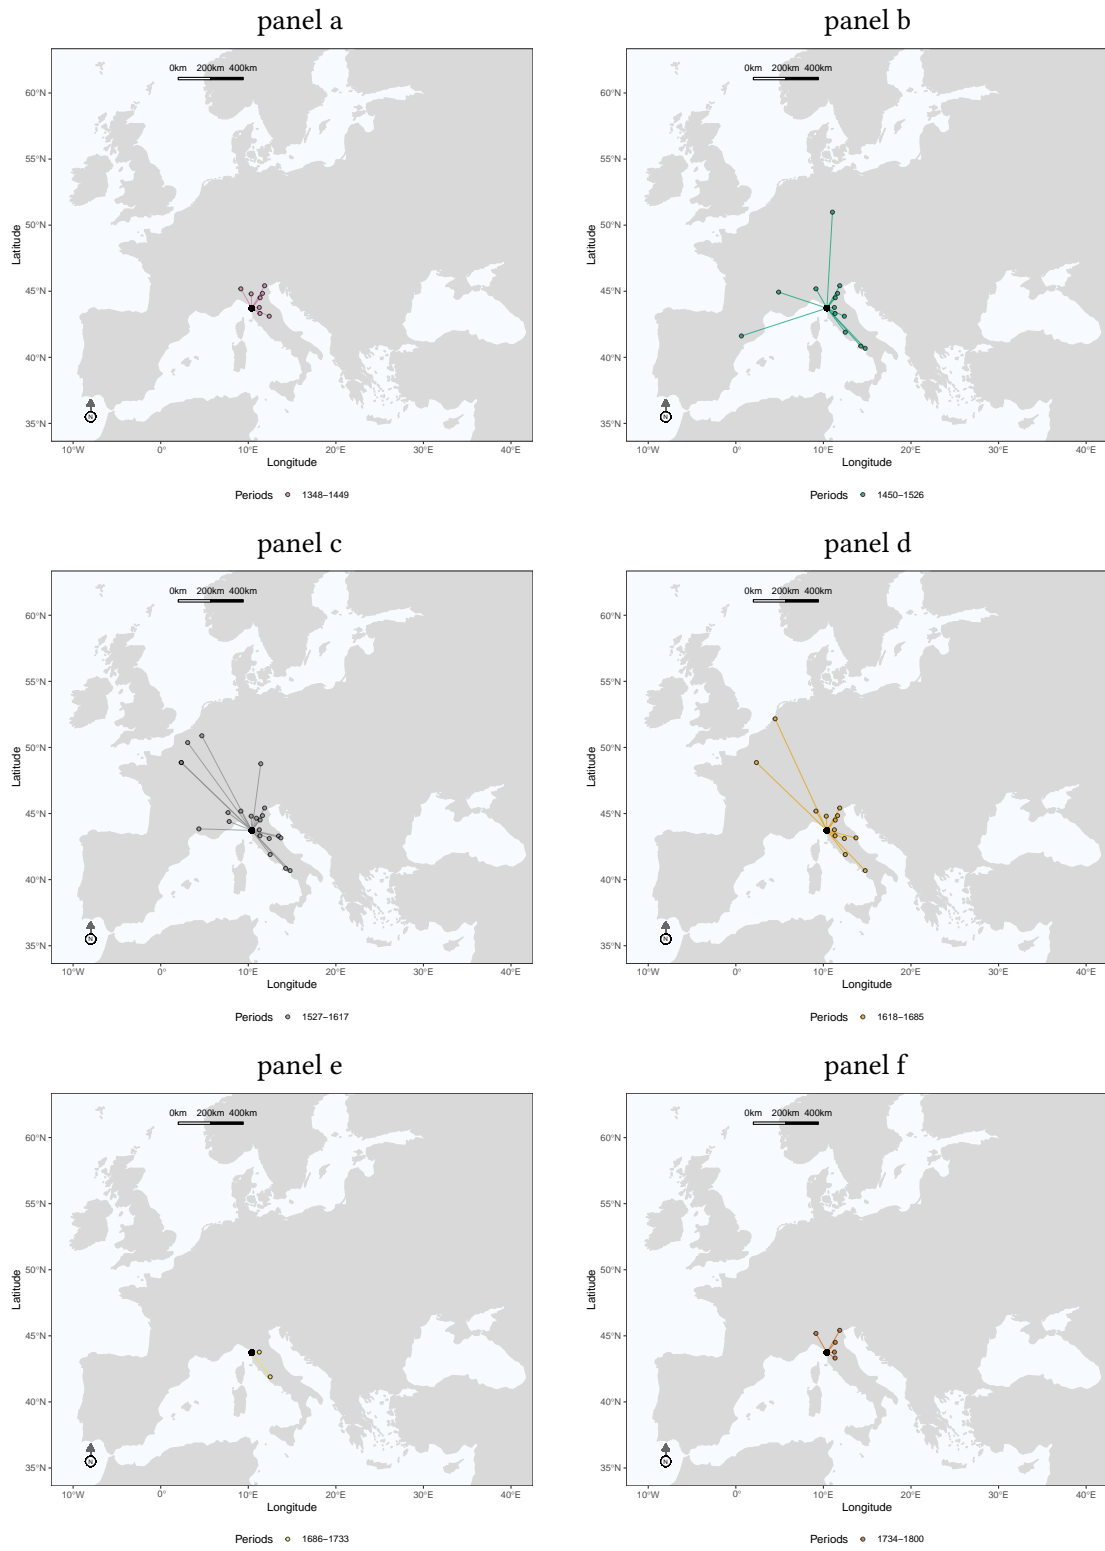 panel a
0km 200km 400km
60°N
55°N
50°N
45°N
40°N
35°N
Latitude
N
10°W 0° 10°E 20°E 30°E 40°E
Longitude
Periods 1348–1449
panel b
0km 200km 400km
60°N
55°N
50°N
45°N
40°N
35°N
Latitude
N
10°W 0° 10°E 20°E 30°E 40°E
Longitude
Periods 1450–1526
panel c
0km 200km 400km
60°N
55°N
50°N
45°N
40°N
35°N
Latitude
N
10°W 0° 10°E 20°E 30°E 40°E
Longitude
Periods 1527–1617
panel d
0km 200km 400km
60°N
55°N
50°N
45°N
40°N
35°N
Latitude
N
10°W 0° 10°E 20°E 30°E 40°E
Longitude
Periods 1618–1685
panel e
0km 200km 400km
60°N
55°N
50°N
45°N
40°N
35°N
Latitude
N
10°W 0° 10°E 20°E 30°E 40°E
Longitude
Periods 1686–1733
panel f
0km 200km 400km
60°N
55°N
50°N
45°N
40°N
35°N
Latitude
N
10°W 0° 10°E 20°E 30°E 40°E
Longitude
Periods 1734–1800